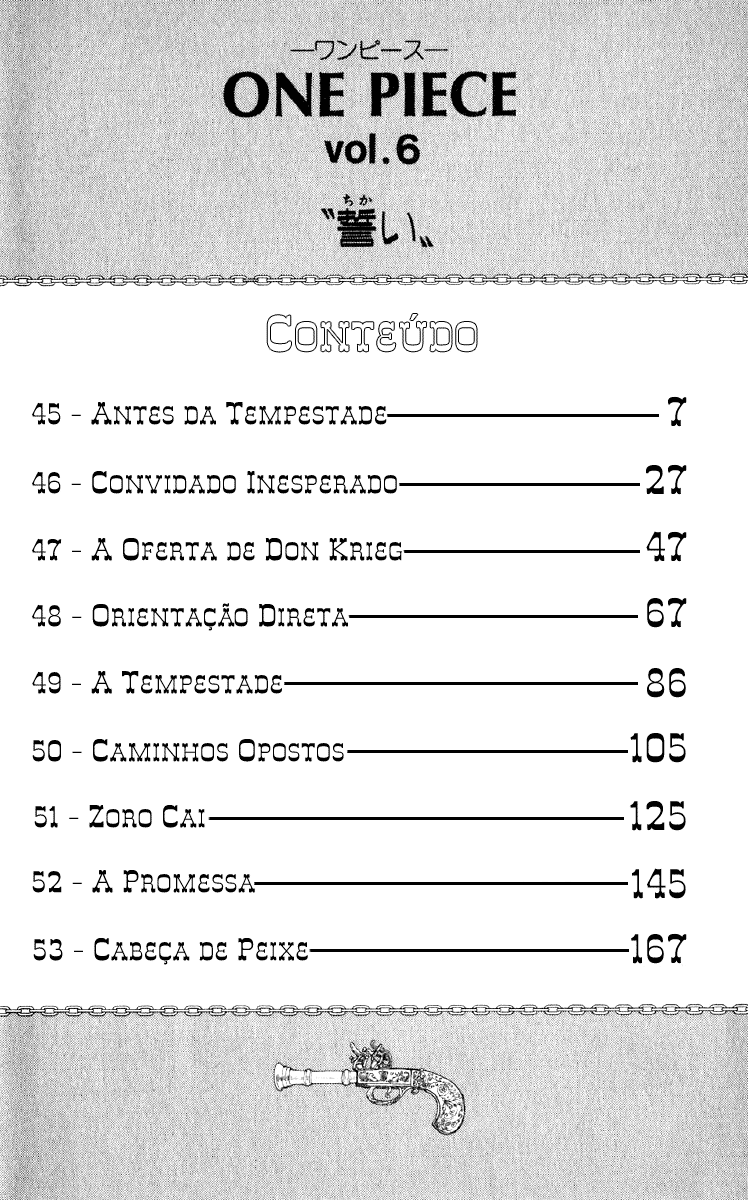 —ワンピース—
ONE PIECE
vol.6
ちか
〝誓い〟
Conteúdo
45 - Antes da Tempestade 7
46 - Convidado Inesperado 27
47 - A Oferta de Don Krieg 47
48 - Orientação Direta 67
49 - A Tempestade 86
50 - Caminhos Opostos 105
51 - Zoro Cai 125
52 - A Promessa 145
53 - Cabeça de Peixe 167